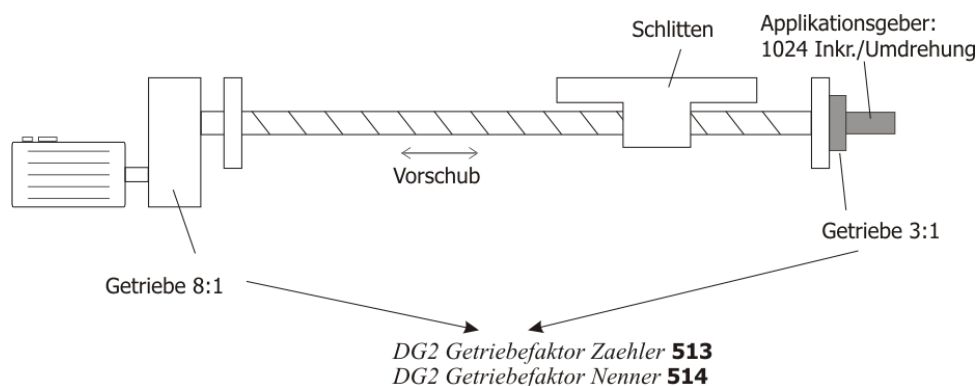 Schlitten
Applikationsgeber:
1024 Inkr./Umdrehung
Vorschub
Getriebe 3:1
Getriebe 8:1
DG2 Getriebefaktor Zaehler 513
DG2 Getriebefaktor Nenner 514